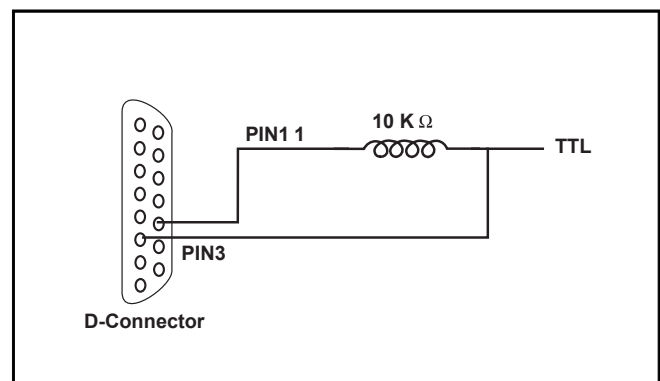 10 K Ω
PIN1 1
TTL
PIN3
D-Connector